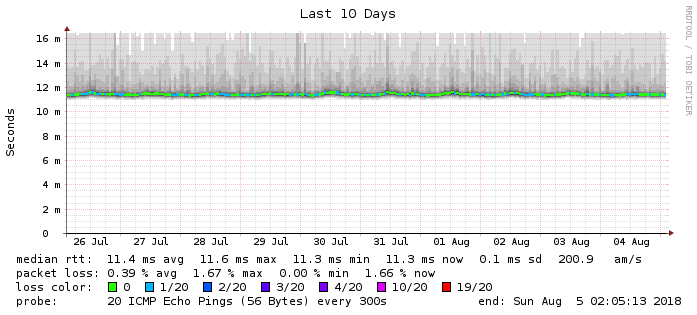 Last 10 Days
RRDTOOL / TOBI OETIKER
Seconds
16 m
14 m
12 m
10 m
8 m
6 m
4 m
2 m
0
26 Jul 27 Jul 28 Jul 29 Jul 30 Jul 31 Jul 01 Aug 02 Aug 03 Aug 04 Aug
median rtt: 11.4 ms avg 11.6 ms max 11.3 ms min 11.3 ms now 0.1 ms sd 200.9 am/s
packet loss: 0.39 % avg 1.67 % max 0.00 % min 1.66 % now
loss color: 0 1/20 2/20 3/20 4/20 10/20 19/20
probe: 20 ICMP Echo Pings (56 Bytes) every 300s end: Sun Aug 5 02:05:13 2018